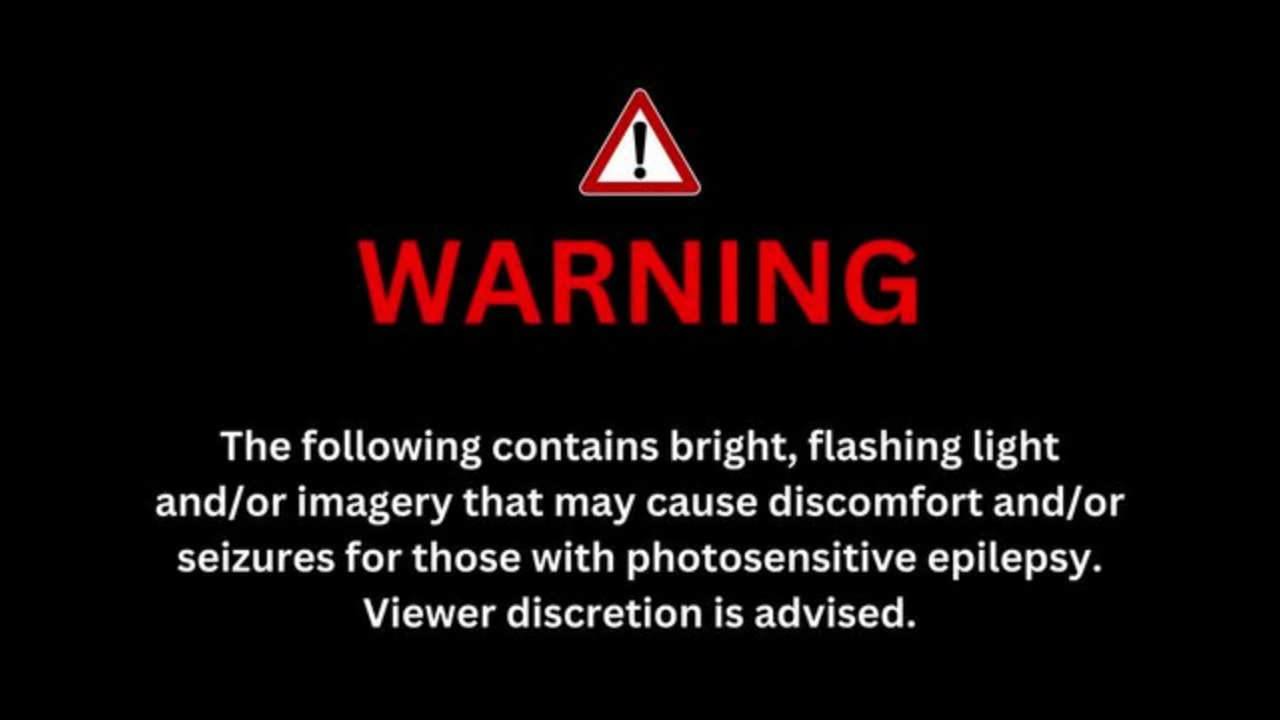 WARNING
The following contains bright, flashing light
and/or imagery that may cause discomfort and/or
seizures for those with photosensitive epilepsy.
Viewer discretion is advised.